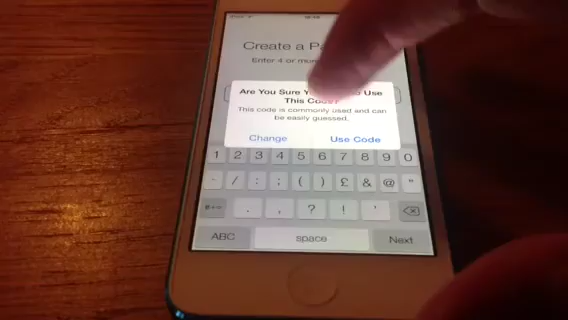 Create a
Enter 4 or
Are You Sure Use
This Code?
This code is commonly used and can
be easily guessed.
Change Use Code
1 2 3 4 5 6 7 8 9 0
- / : ; ( ) £ & @ "
#+= . , ? ! '
ABC space Next